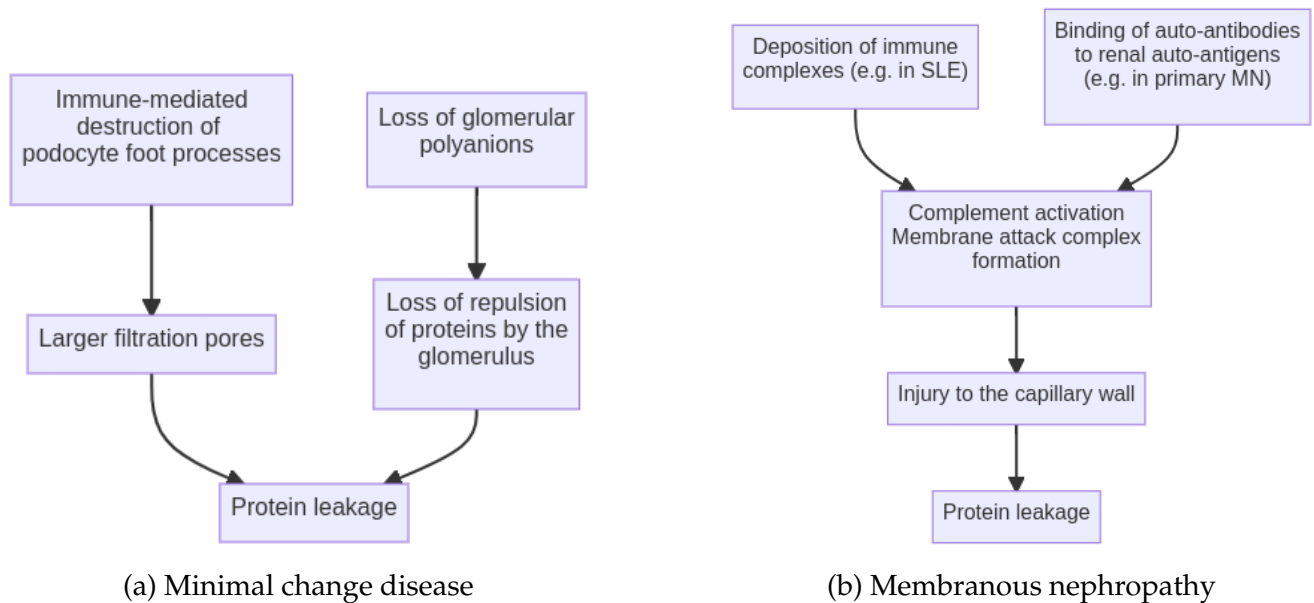 Immune-mediated
destruction of
podocyte foot processes
Loss of glomerular
polyanions
Larger filtration pores
Loss of repulsion
of proteins by the
glomerulus
Protein leakage
(a) Minimal change disease
Deposition of immune
complexes (e.g. in SLE)
Binding of auto-antibodies
to renal auto-antigens
(e.g. in primary MN)
Complement activation
Membrane attack complex
formation
Injury to the capillary wall
Protein leakage
(b) Membranous nephropathy